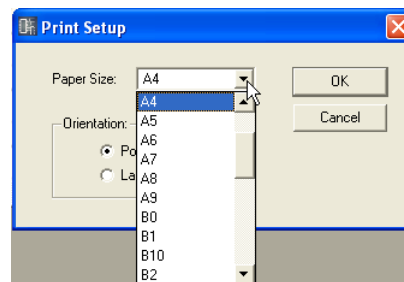 Print Setup
Paper Size: A4
OK
A4
Cancel
A5
Orientation:
A6
Po
A7
La
A8
A9
B0
B1
B10
B2